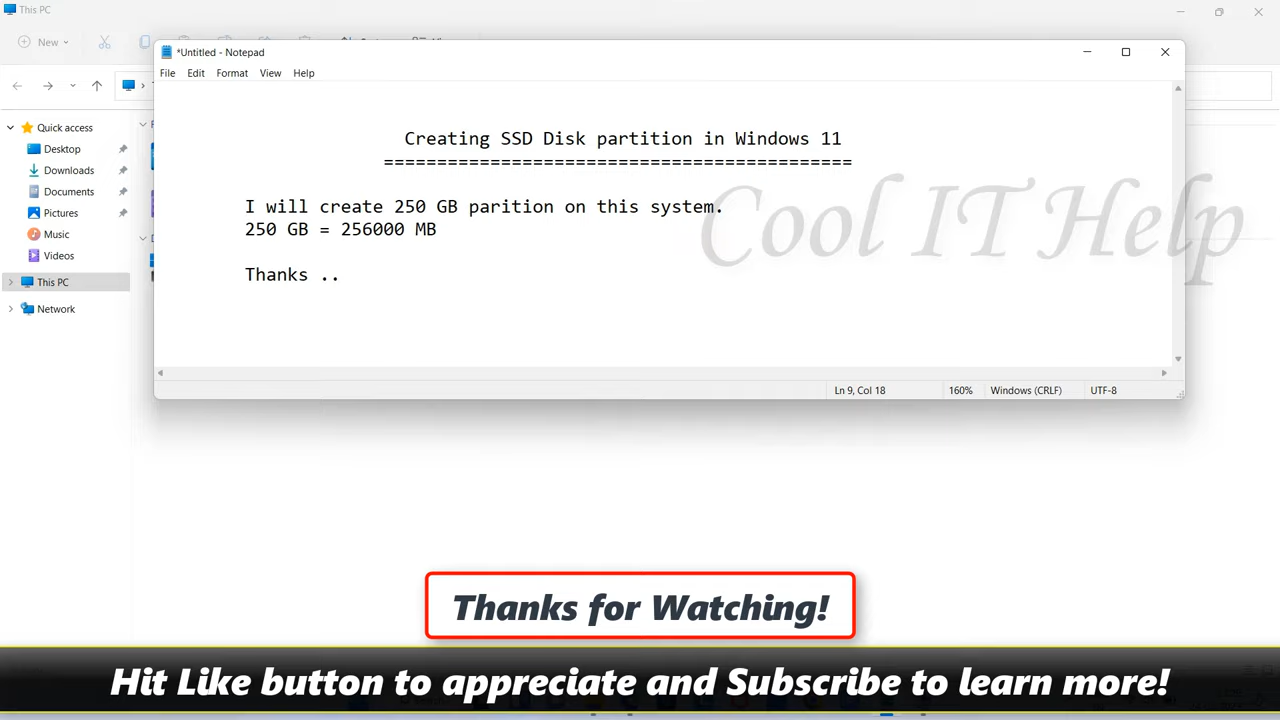 This PC
New
*Untitled - Notepad
File Edit Format View Help
Quick access
Desktop
Downloads
Documents
Pictures
Music
Videos
This PC
Network
Creating SSD Disk partition in Windows 11
============================================
I will create 250 GB parition on this system.
250 GB = 256000 MB
Thanks ..
Cool IT Help
Ln 9, Col 18 160% Windows (CRLF) UTF-8
Thanks for Watching!
Hit Like button to appreciate and Subscribe to learn more!